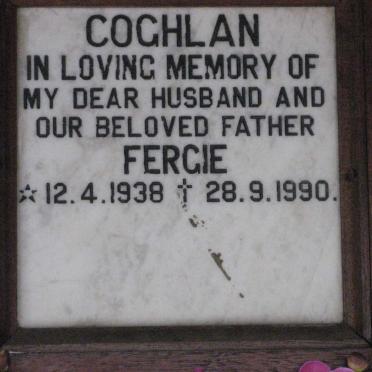 COGHLAN
IN LOVING MEMORY OF
MY DEAR HUSBAND AND
OUR BELOVED FATHER
FERGIE
☆ 12.4.1938 † 28.9.1990.